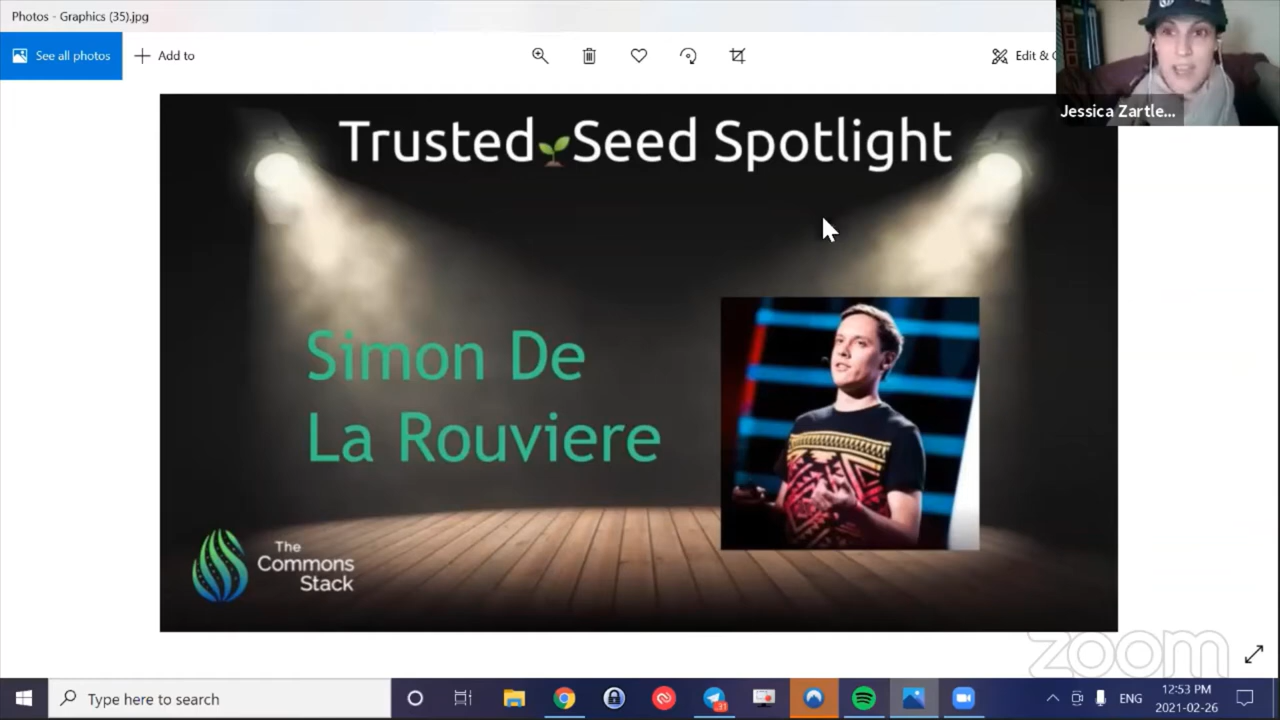 Photos - Graphics (35).jpg
See all photos
Add to
Edit & C
Jessica Zartle...
Trusted Seed Spotlight
Simon De
La Rouviere
The
Commons
Stack
zoom
Type here to search
ENG
12:53 PM
2021-02-26